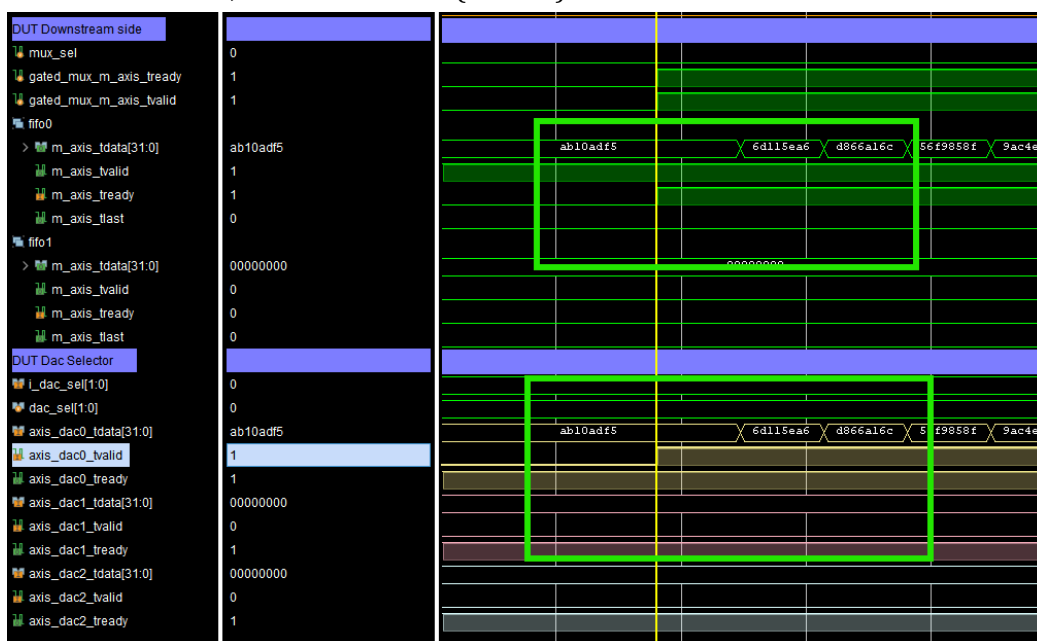 DUT Downstream side
mux_sel 0
gated_mux_m_axis_tready 1
gated_mux_m_axis_tvalid 1
fifo0
> m_axis_tdata[31:0] ab10adf5 ab10adf5 6d115ea6 d866a16c 56f9858f 9ac4e
m_axis_tvalid 1
m_axis_tready 1
m_axis_tlast 0
fifo1
> m_axis_tdata[31:0] 00000000 00000000
m_axis_tvalid 0
m_axis_tready 0
m_axis_tlast 0
DUT Dac Selector
i_dac_sel[1:0] 0
dac_sel[1:0] 0
axis_dac0_tdata[31:0] ab10adf5 ab10adf5 6d115ea6 d866a16c 56f9858f 9ac4e
axis_dac0_tvalid 1
axis_dac0_tready 1
axis_dac1_tdata[31:0] 00000000
axis_dac1_tvalid 0
axis_dac1_tready 1
axis_dac2_tdata[31:0] 00000000
axis_dac2_tvalid 0
axis_dac2_tready 1